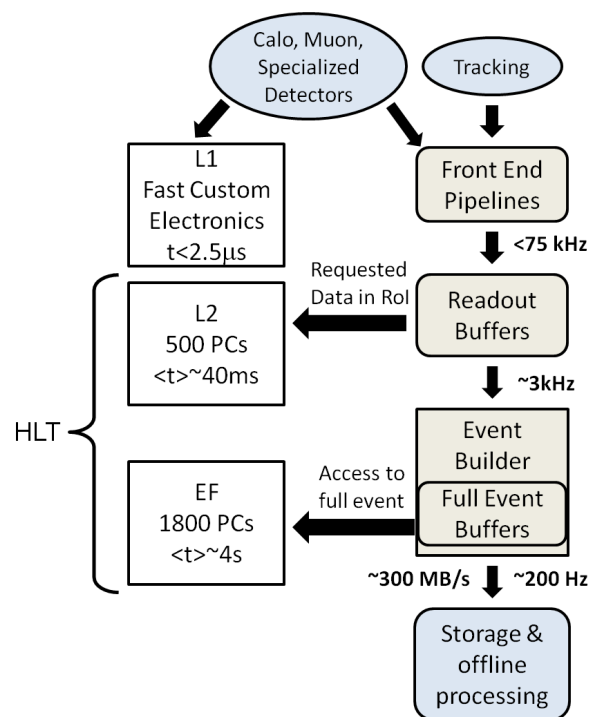 Calo, Muon,
Specialized
Detectors
Tracking
L1
Fast Custom
Electronics
t<2.5μs
Front End
Pipelines
<75 kHz
Requested
Data in RoI
L2
500 PCs
<t>~40ms
Readout
Buffers
~3kHz
HLT
Event
Builder
Access to
full event
EF
1800 PCs
<t>~4s
Full Event
Buffers
~300 MB/s
~200 Hz
Storage &
offline
processing